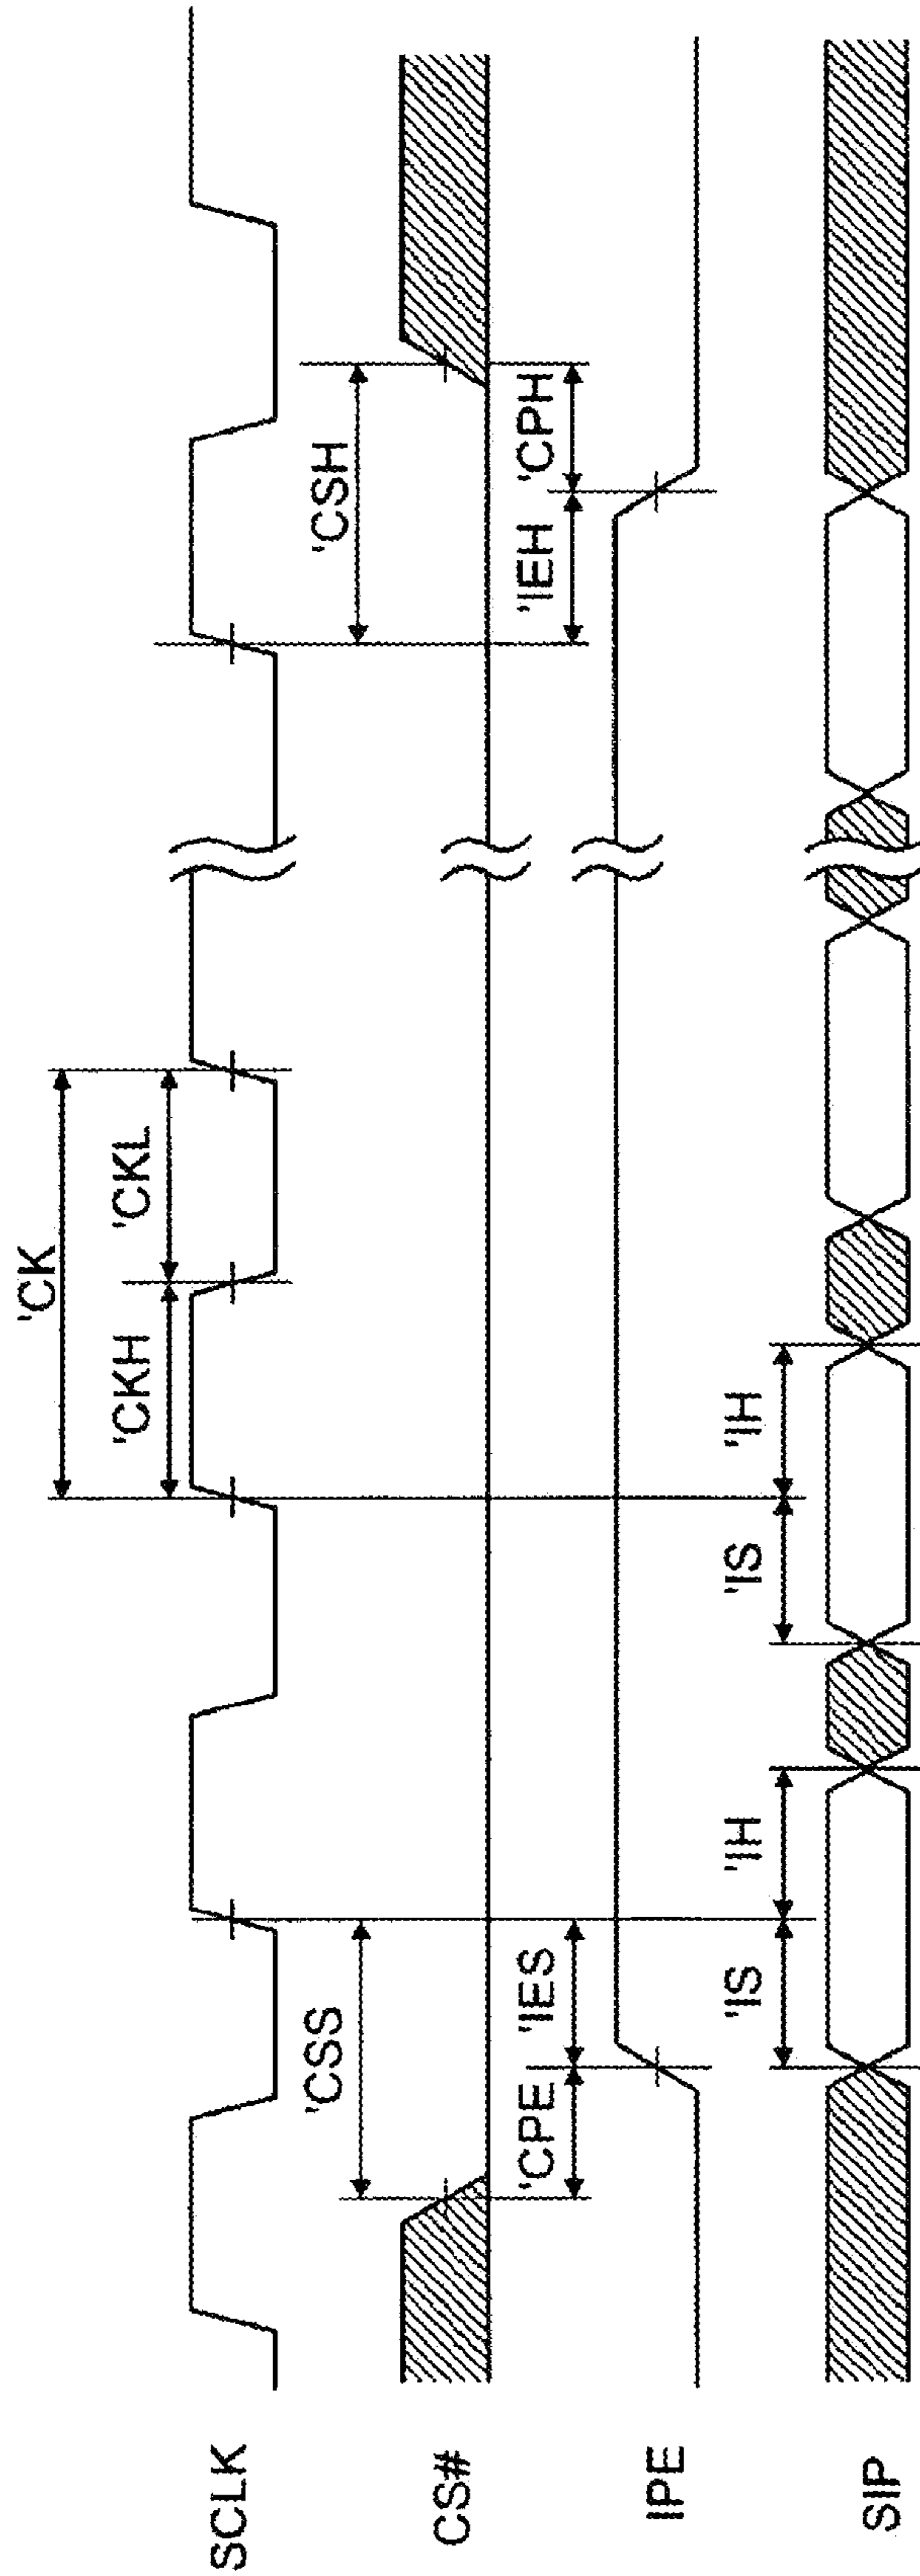 SCLK
'CK
'CKH
'CKL
CS#
'CSS
'CSH
IPE
'CPE
'IES
'IEH
'CPH
SIP
'IS
'IH
'IS
'IH